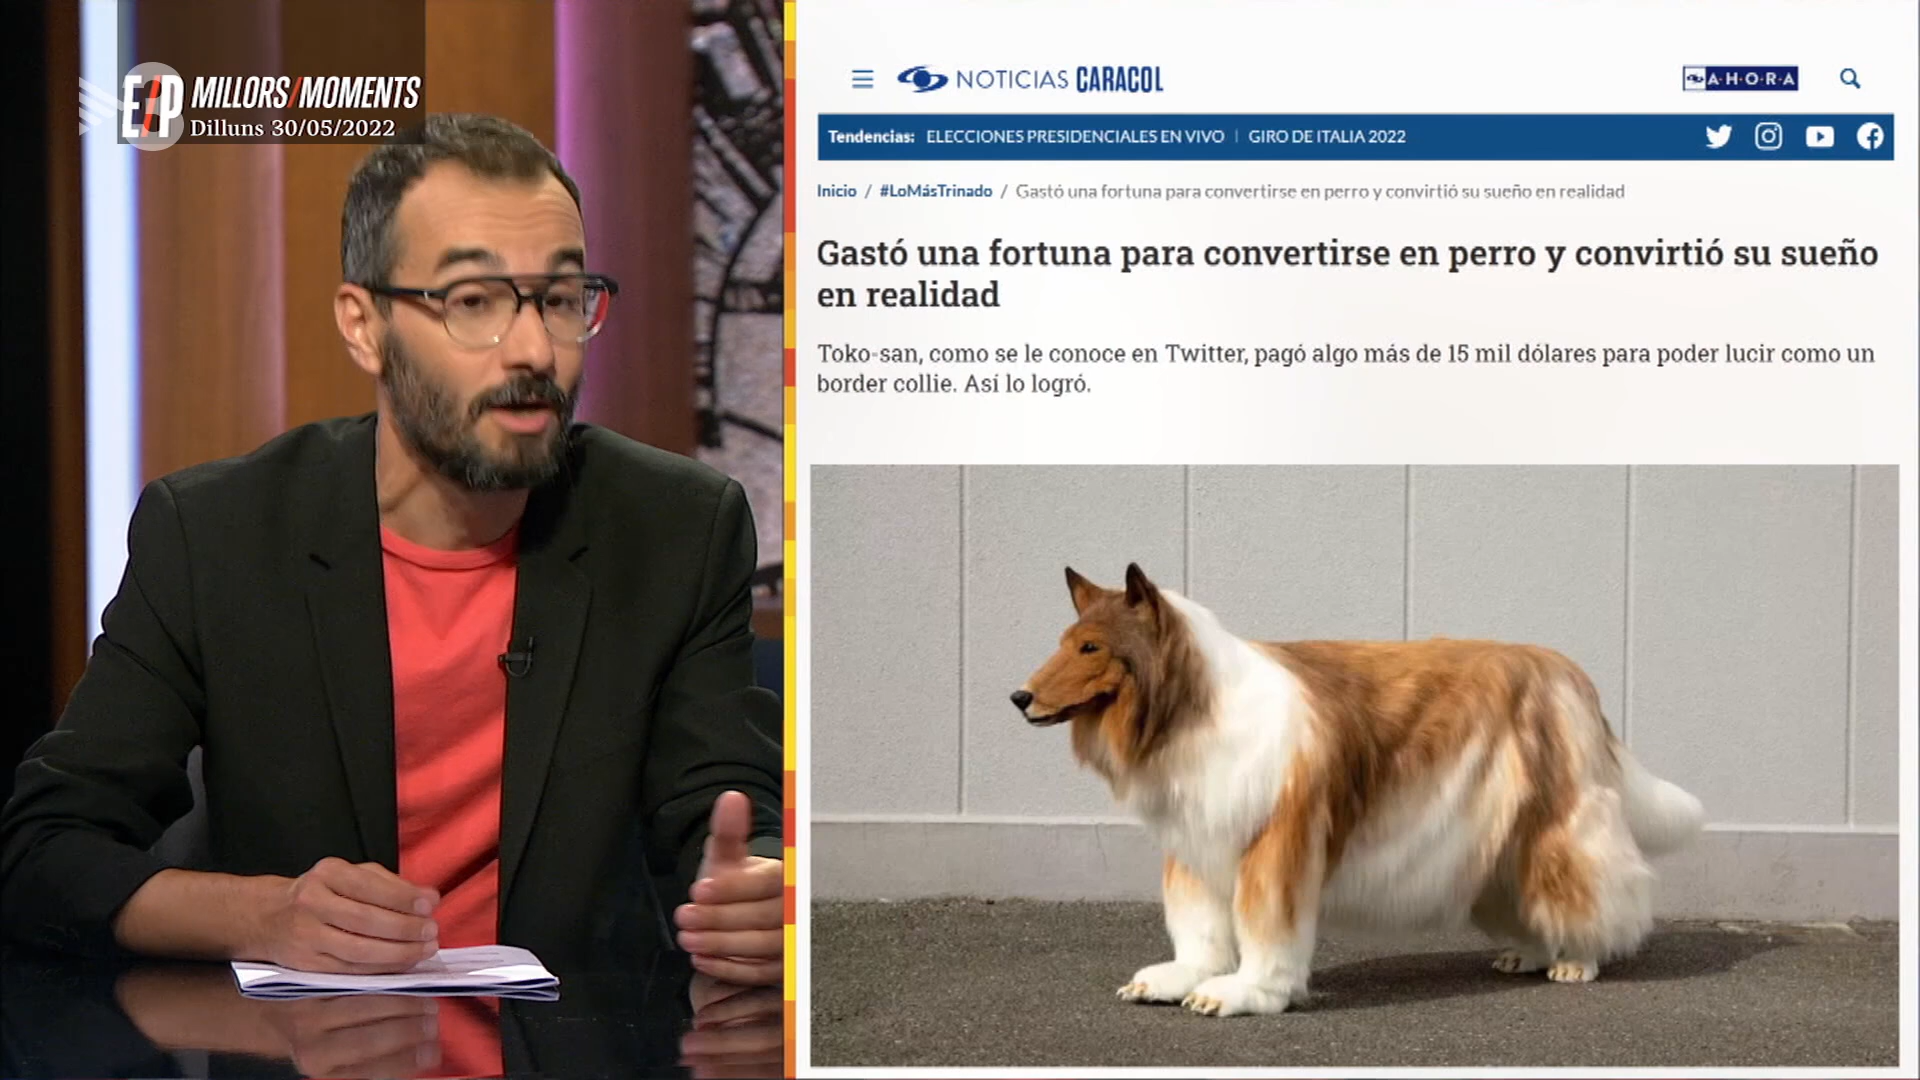 E/P MILLORS/MOMENTS
Dilluns 30/05/2022
NOTICIAS CARACOL
A·H·O·R·A
Tendencias: ELECCIONES PRESIDENCIALES EN VIVO | GIRO DE ITALIA 2022
Inicio / #LoMásTrinado / Gastó una fortuna para convertirse en perro y convirtió su sueño en realidad
Gastó una fortuna para convertirse en perro y convirtió su sueño
en realidad
Toko-san, como se le conoce en Twitter, pagó algo más de 15 mil dólares para poder lucir como un
border collie. Así lo logró.